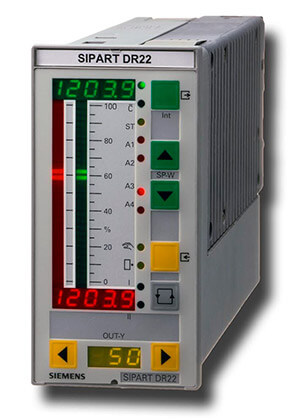 SIPART DR22
1203.9
Int
100
C
ST
80
A1
A2
SP-W
60
A3
A4
40
20
%
0
1203.9
I
II
OUT-Y
50
SIEMENS
SIPART DR22